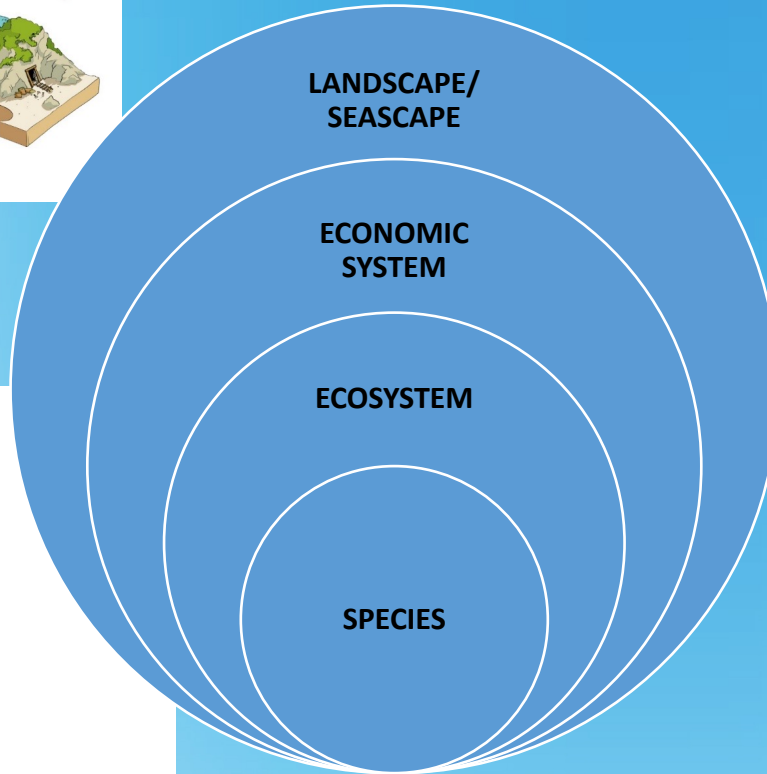 LANDSCAPE/
SEASCAPE
ECONOMIC
SYSTEM
ECOSYSTEM
SPECIES